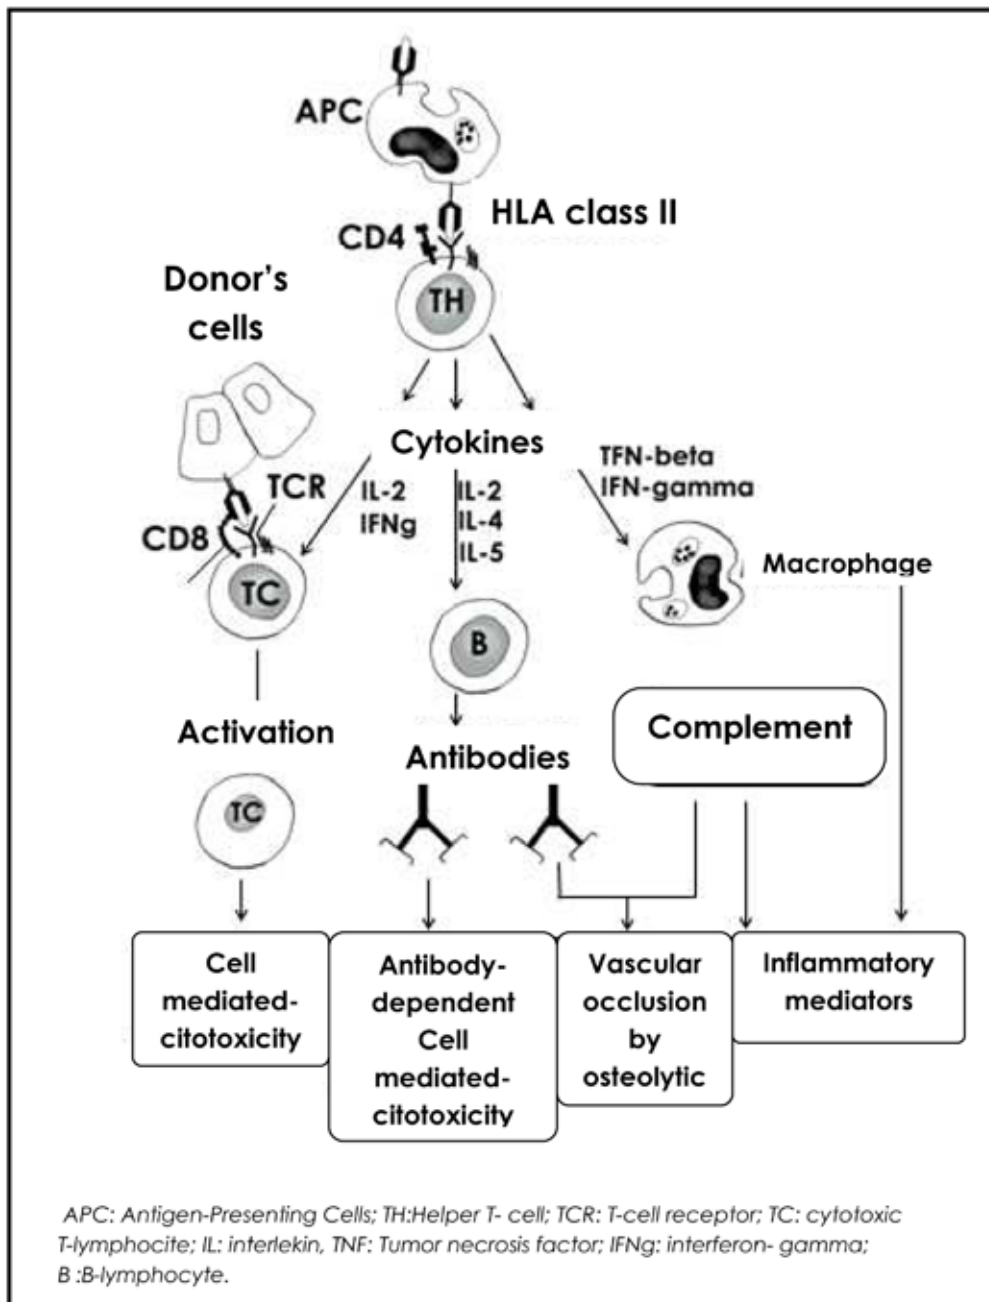 APC
HLA class II
CD4
TH
Donor's
cells
Cytokines
TCR
CD8
TC
IL-2
IFNg
IL-2
IL-4
IL-5
TFN-beta
IFN-gamma
Macrophage
B
Activation
Antibodies
Complement
TC
Cell
mediated-
citotoxicity
Antibody-
dependent
Cell
mediated-
citotoxicity
Vascular
occlusion
by
osteolytic
Inflammatory
mediators
APC: Antigen-Presenting Cells; TH:Helper T- cell; TCR: T-cell receptor; TC: cytotoxic
T-lymphocite; IL: interlekin, TNF: Tumor necrosis factor; IFNg: interferon- gamma;
B :B-lymphocyte.